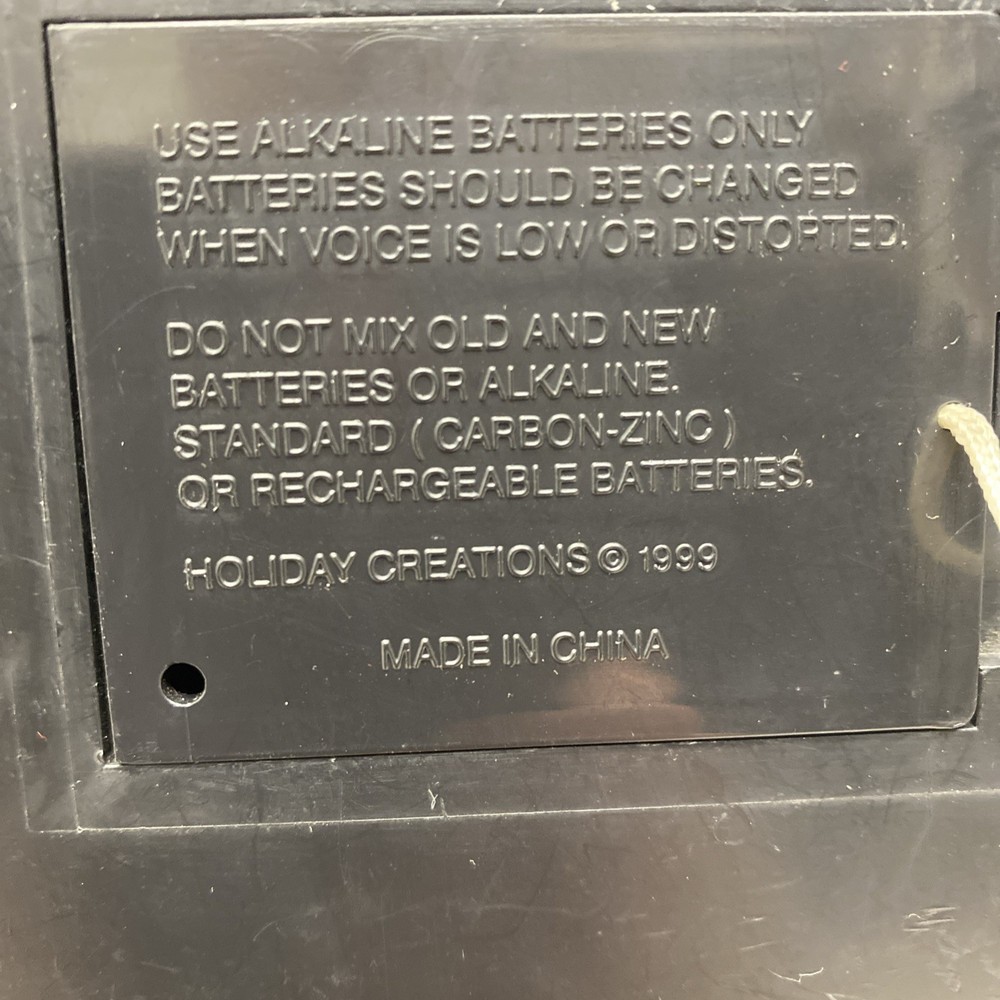 USE ALKALINE BATTERIES ONLY
BATTERIES SHOULD BE CHANGED
WHEN VOICE IS LOW OR DISTORTED.
DO NOT MIX OLD AND NEW
BATTERIES OR ALKALINE.
STANDARD ( CARBON-ZINC )
OR RECHARGEABLE BATTERIES.
HOLIDAY CREATIONS © 1999
MADE IN CHINA